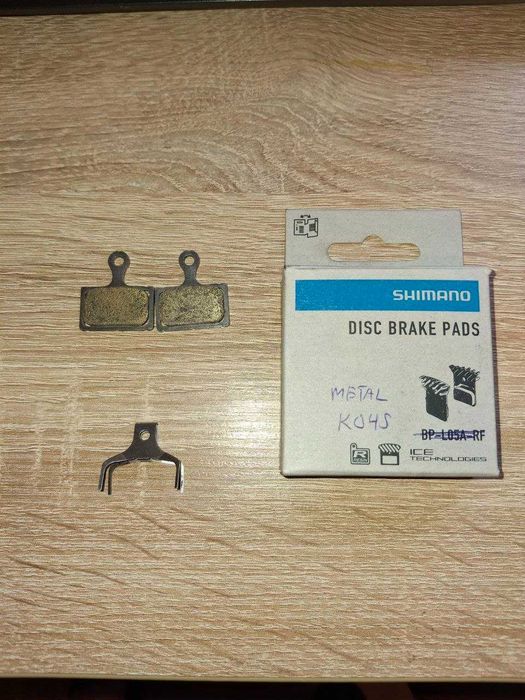 SHIMANO
DISC BRAKE PADS
METAL
K04S
BP-L05A-RF
R
ICE
TECHNOLOGIES